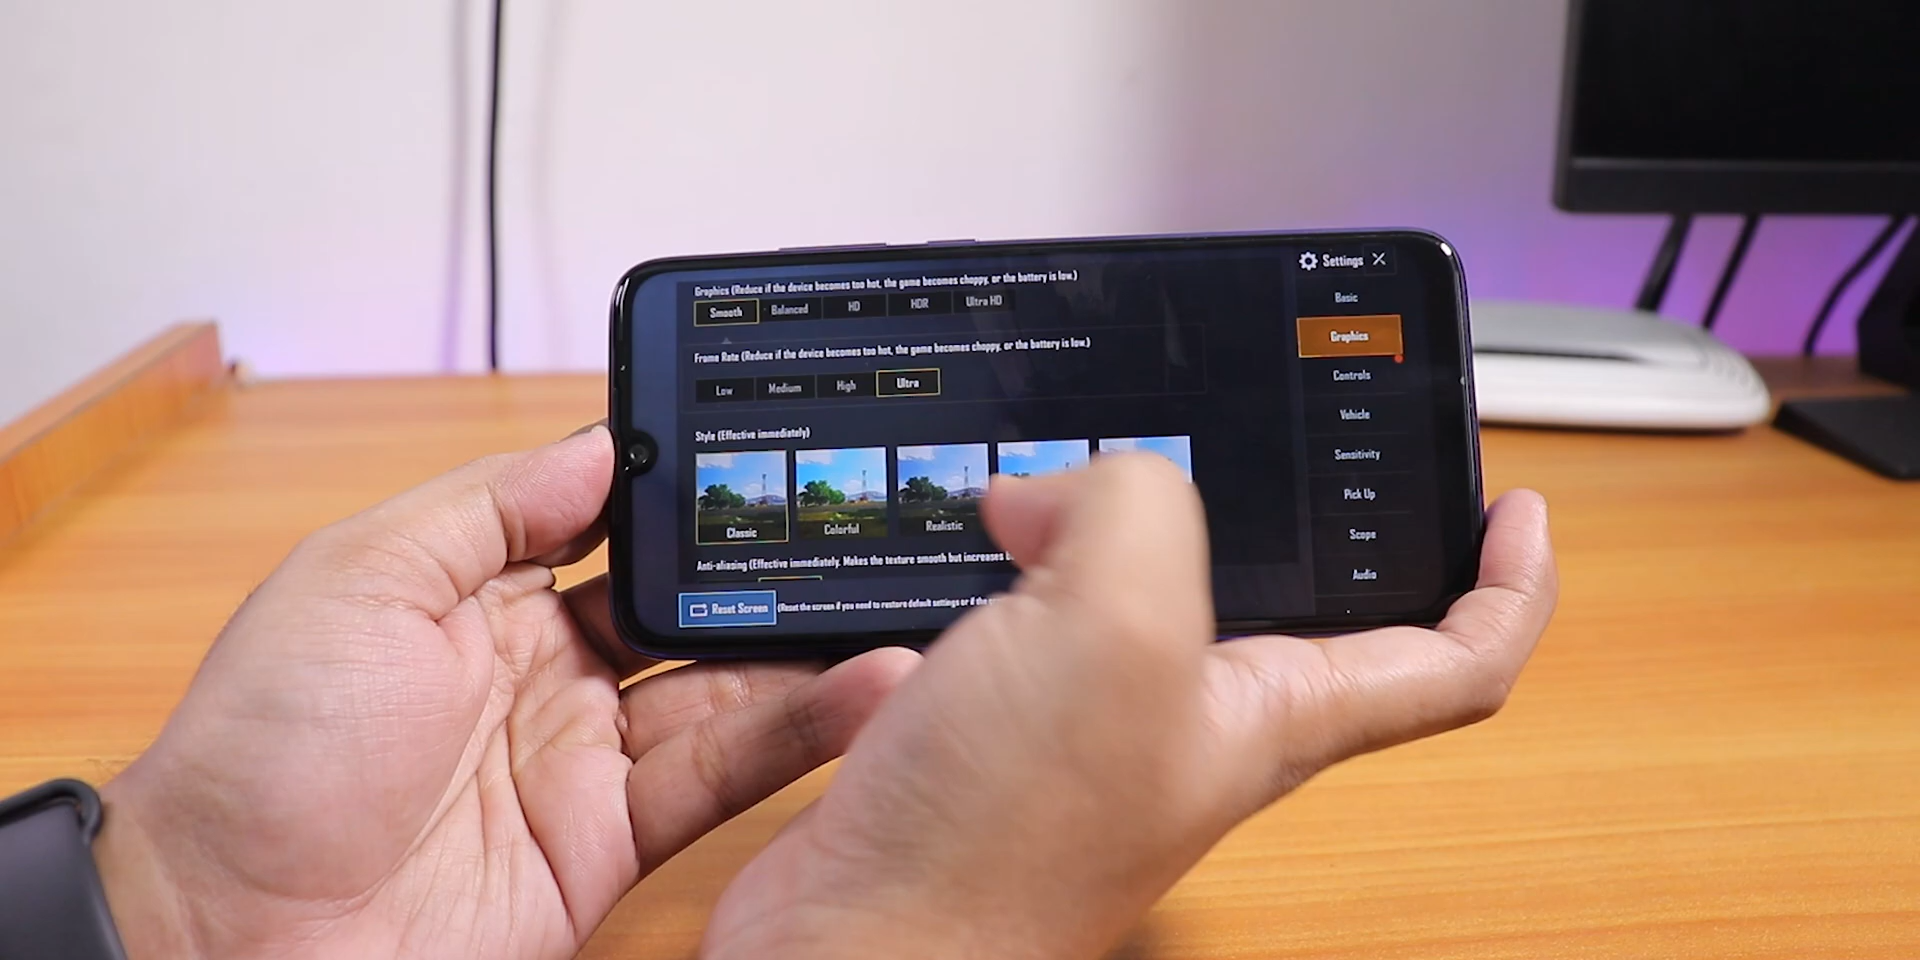 Graphics (Reduce if the device becomes too hot, the game becomes choppy, or the battery is low.)
Smooth Balanced HD HDR Ultra HD
Frame Rate (Reduce if the device becomes too hot, the game becomes choppy, or the battery is low.)
Low Medium High Ultra
Style (Effective immediately)
Classic Colorful Realistic
Anti-aliasing (Effective immediately. Makes the texture smooth but increases
Reset Screen (Reset the screen if you need to restore default settings or if the
Settings
Basic
Graphics
Controls
Vehicle
Sensitivity
Pick Up
Scope
Audio